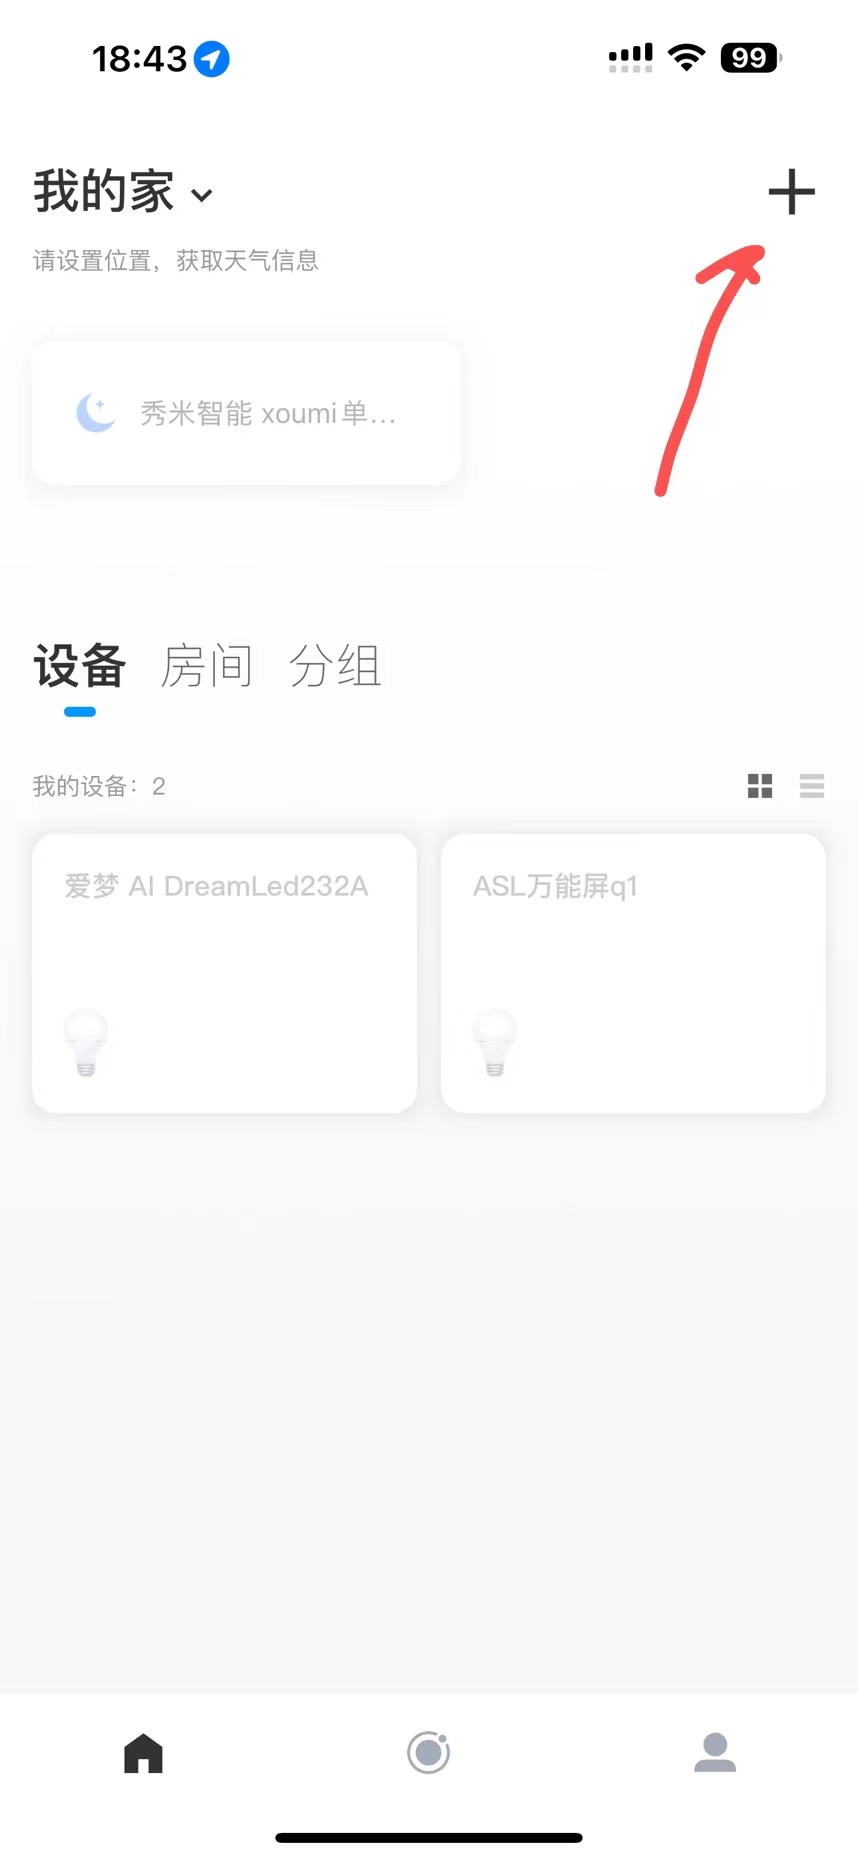 18:43
99
我的家
请设置位置，获取天气信息
秀米智能 xoumi单...
设备 房间 分组
我的设备：2
爱梦 AI DreamLed232A
ASL万能屏q1